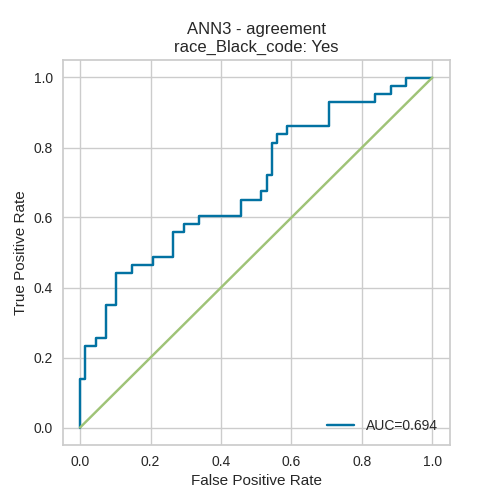 ANN3 - agreement
race_Black_code: Yes
True Positive Rate
1.0
0.8
0.6
0.4
0.2
0.0
AUC=0.694
0.0 0.2 0.4 0.6 0.8 1.0
False Positive Rate